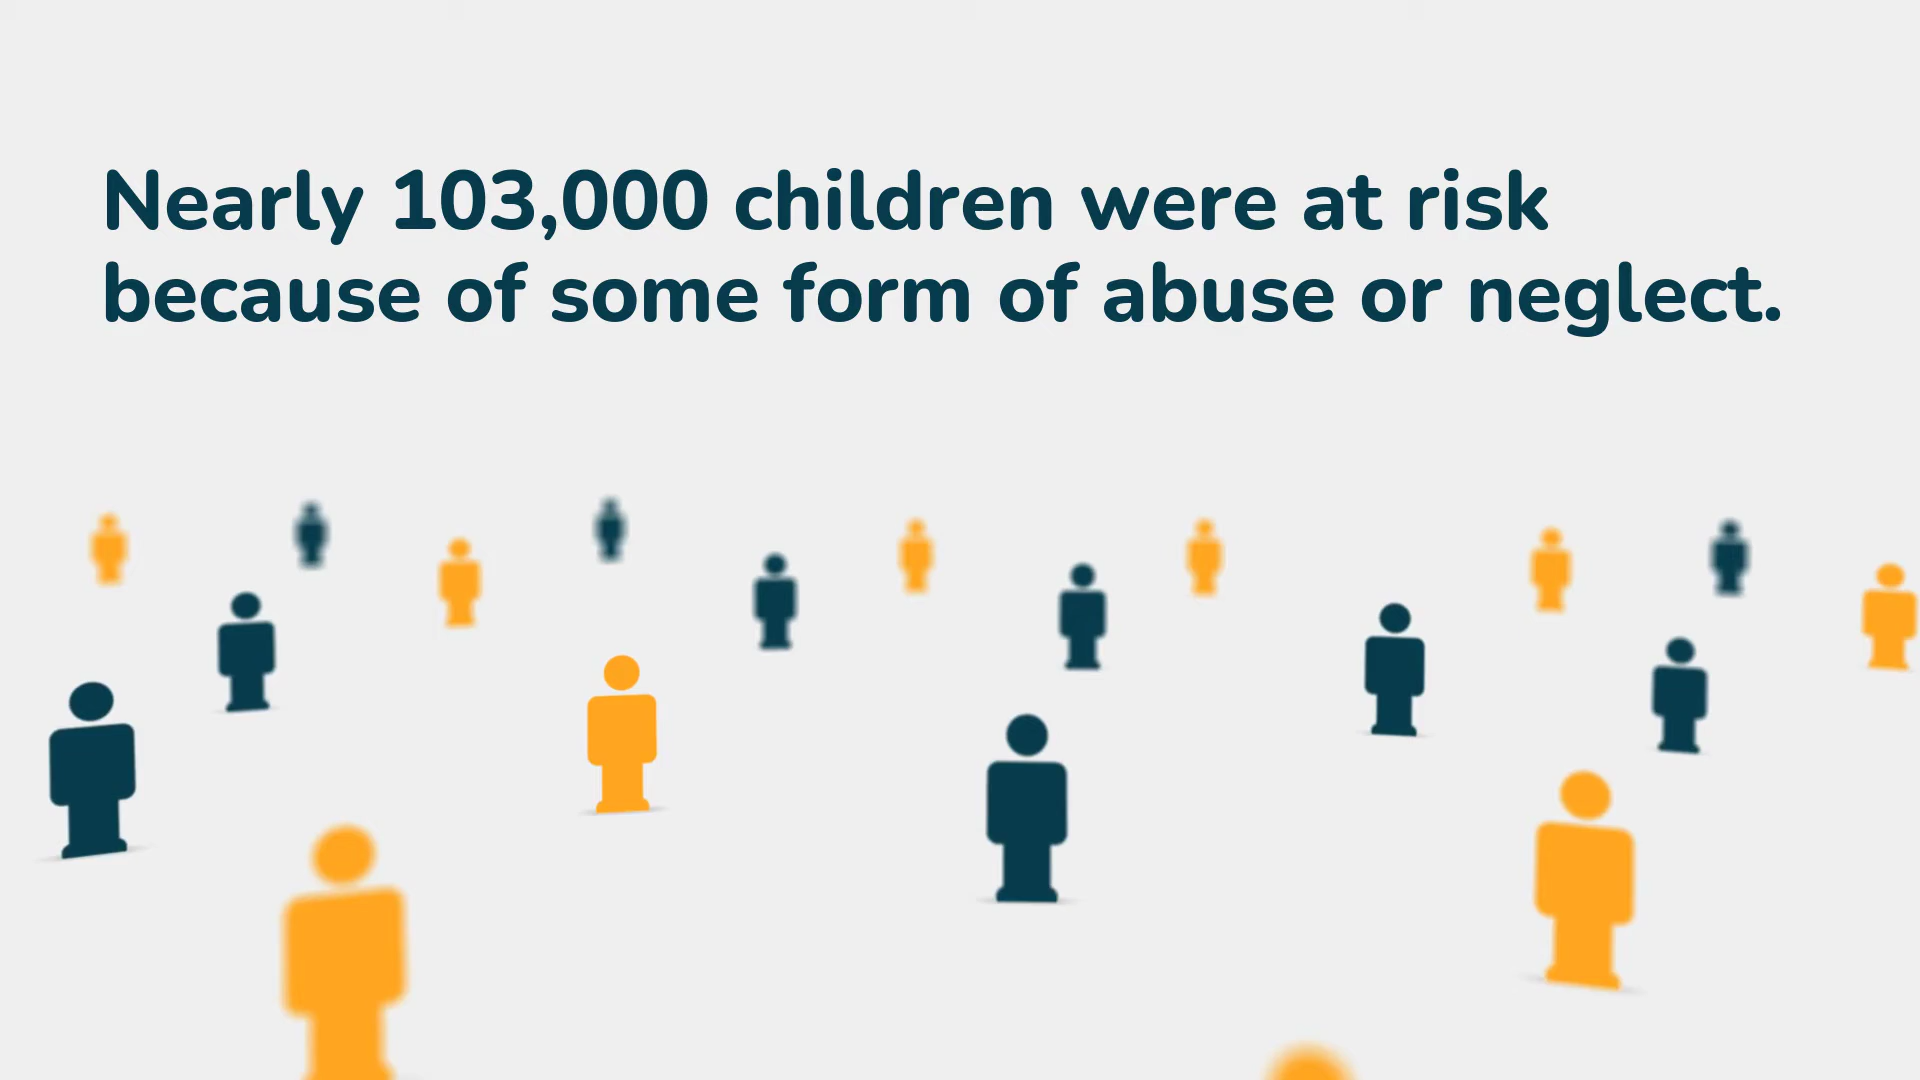 Nearly 103,000 children were at risk
because of some form of abuse or neglect.